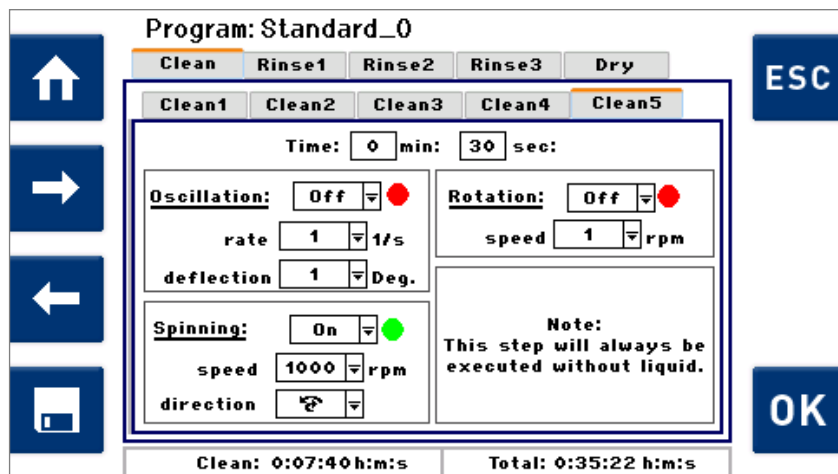 Program: Standard_0
ESC
Clean Rinse1 Rinse2 Rinse3 Dry
Clean1 Clean2 Clean3 Clean4 Clean5
Time: 0 min: 30 sec:
Oscillation: Off
rate 1 1/s
deflection 1 Deg.
Rotation: Off
speed 1 rpm
Spinning: On
speed 1000 rpm
direction
Note:
This step will always be
executed without liquid.
OK
Clean: 0:07:40h:m:s
Total: 0:35:22 h:m:s